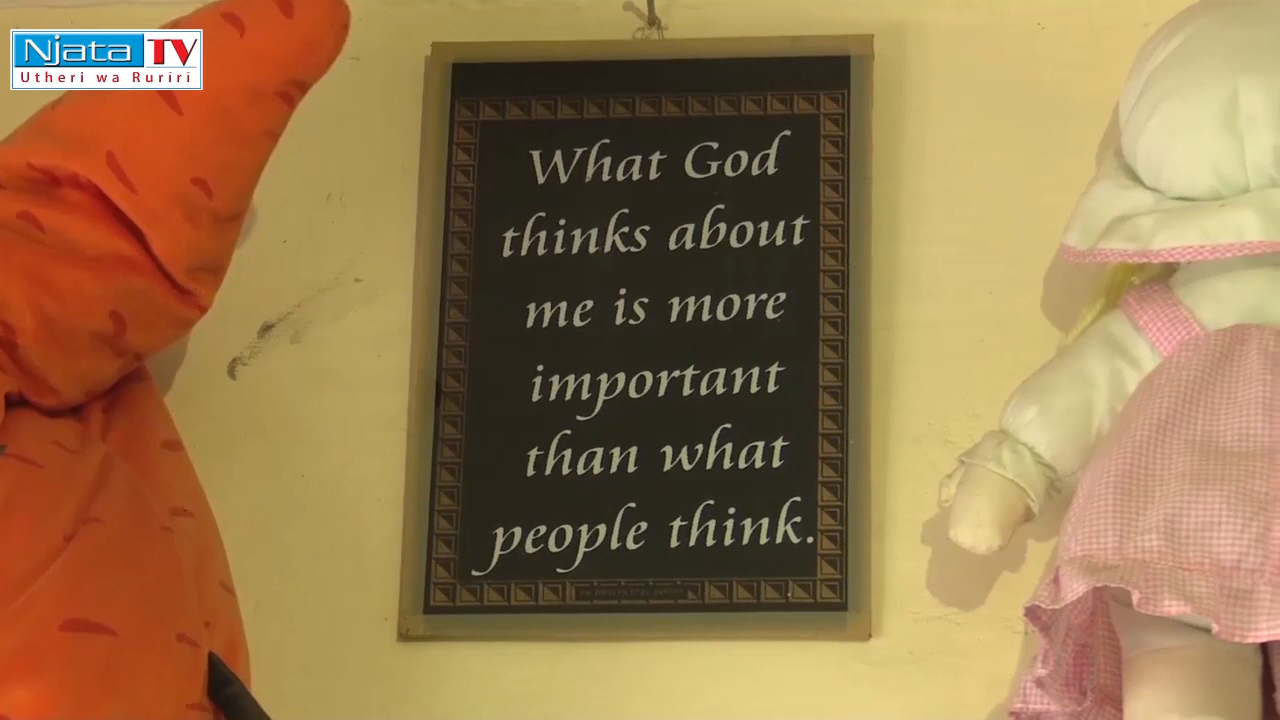 Njata TV
Utheri wa Ruriri
What God
thinks about
me is more
important
than what
people think.